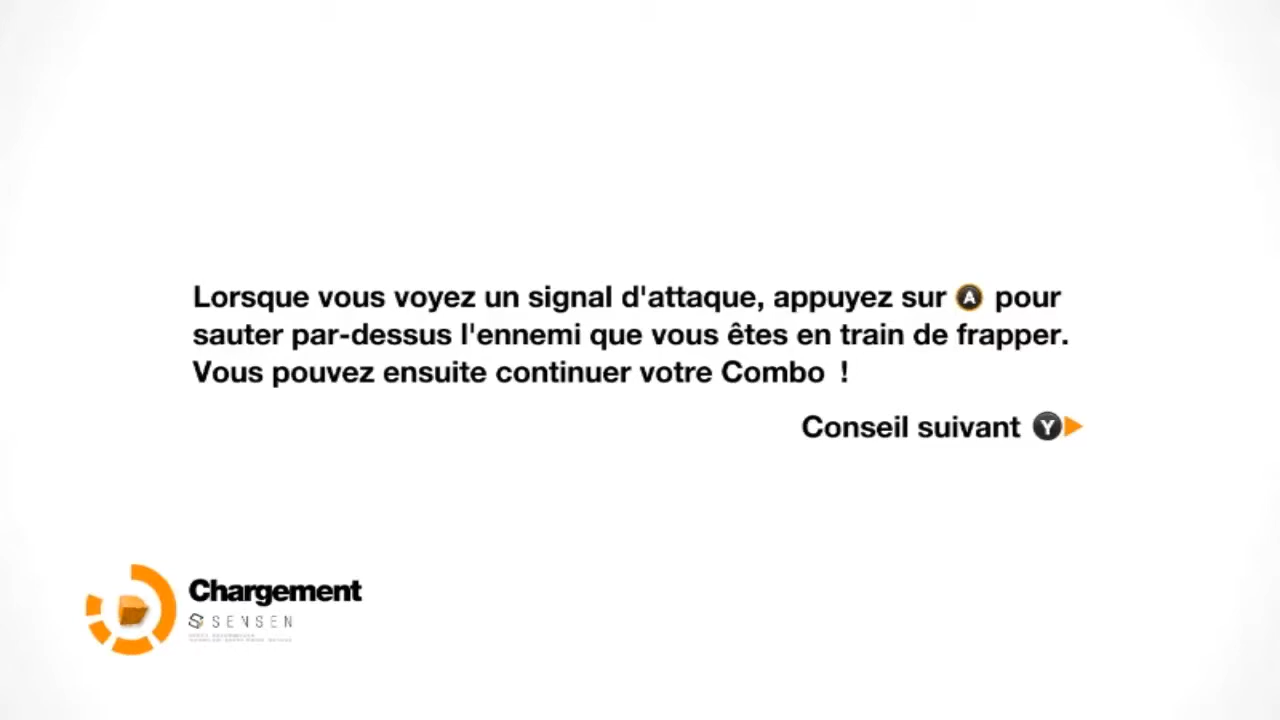 Lorsque vous voyez un signal d'attaque, appuyez sur A pour
sauter par-dessus l'ennemi que vous êtes en train de frapper.
Vous pouvez ensuite continuer votre Combo !
Conseil suivant Y
Chargement
SENSEN